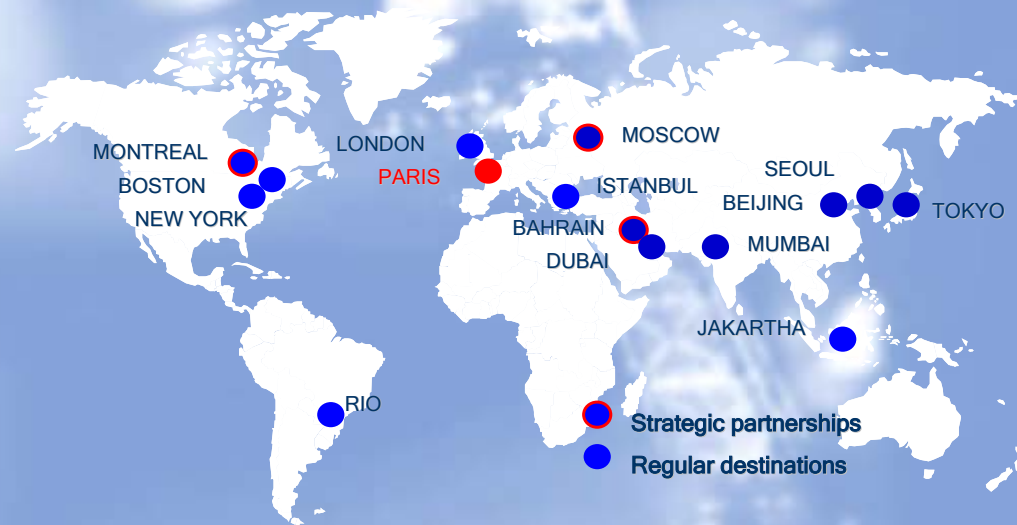 MONTREAL
BOSTON
NEW YORK
LONDON
PARIS
MOSCOW
ISTANBUL
BAHRAIN
DUBAI
SEOUL
BEIJING
TOKYO
MUMBAI
JAKARTHA
RIO
Strategic partnerships
Regular destinations